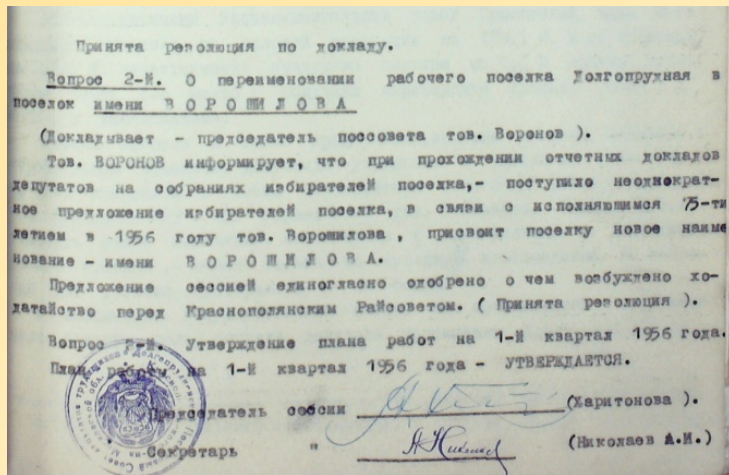 Принята революция по докладу.
Вопрос 2-й. О переименовании рабочего поселка Долгопрудная в
поселок имени ВОРОШИЛОВА
(Докладывает - председатель поссовета тов. Воронов ).
Тов. ВОРОНОВ информирует, что при прохождении отчетных докладов
депутатов на собраниях избирателей поселка,- поступило неоднократ-
ное предложение избирателей поселка, в связи с исполняющимся 75-ти
летием в 1956 году тов. Ворошилова, присвоит поселку новое наиме
нование - имени ВОРОШИЛОВА.
Предложение сессией единогласно одобрено о чем возбуждено хо-
датайство перед Краснополянским Райсоветом. ( Принята революция ).
Вопрос 3-й. Утверждение плана работ на 1-й квартал 1956 года.
План работы на 1-й квартал 1956 года - УТВЕРЖДАЕТСЯ.
Председатель сессии (Харитонова ).
Секретарь " (Николаев А.И.)